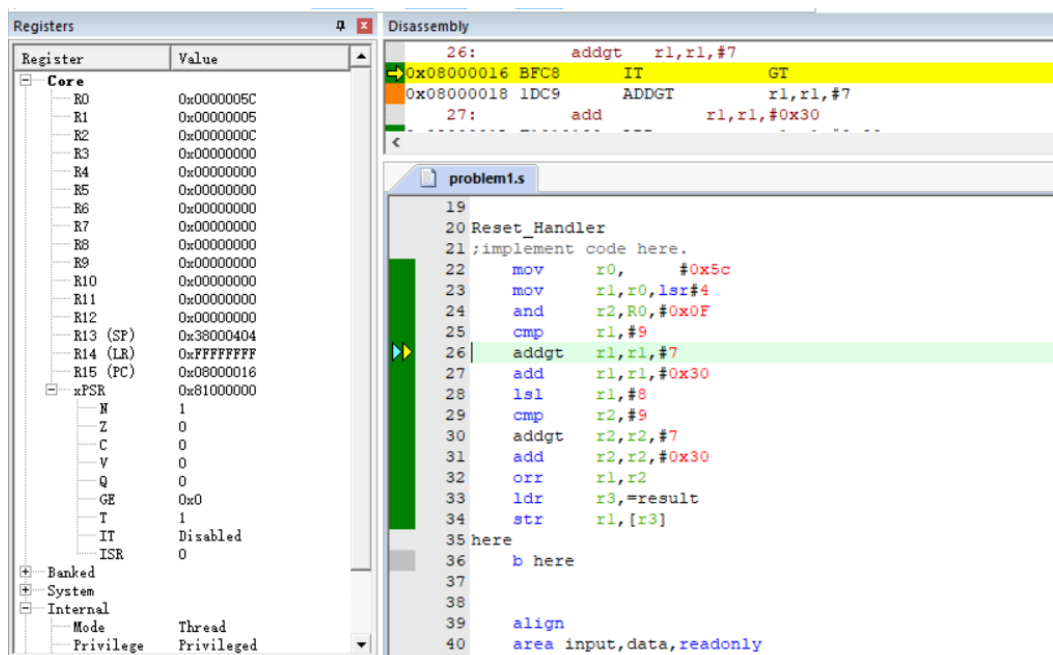 Registers
Register Value
Core
R0 0x0000005C
R1 0x00000005
R2 0x0000000C
R3 0x00000000
R4 0x00000000
R5 0x00000000
R6 0x00000000
R7 0x00000000
R8 0x00000000
R9 0x00000000
R10 0x00000000
R11 0x00000000
R12 0x00000000
R13 (SP) 0x38000404
R14 (LR) 0xFFFFFFFF
R15 (PC) 0x08000016
xPSR 0x81000000
N 1
Z 0
C 0
V 0
Q 0
GE 0x0
T 1
IT Disabled
ISR 0
Banked
System
Internal
Mode Thread
Privilege Privileged
Disassembly
26: addgt r1,r1,#7
0x08000016 BFC8 IT GT
0x08000018 1DC9 ADDGT r1,r1,#7
27: add r1,r1,#0x30
problem1.s
19
20 Reset_Handler
21 ;implement code here.
22 mov r0, #0x5c
23 mov r1,r0,lsr#4
24 and r2,R0,#0x0F
25 cmp r1,#9
26 addgt r1,r1,#7
27 add r1,r1,#0x30
28 lsl r1,#8
29 cmp r2,#9
30 addgt r2,r2,#7
31 add r2,r2,#0x30
32 orr r1,r2
33 ldr r3,=result
34 str r1,[r3]
35 here
36 b here
37
38
39 align
40 area input,data,readonly